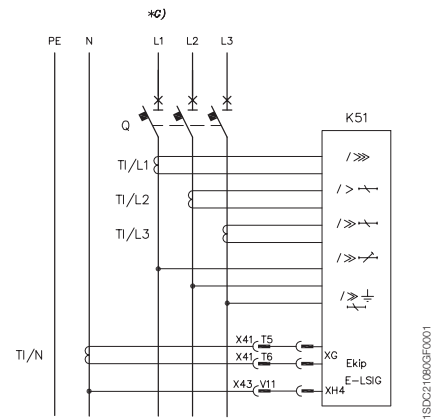 *G)
PE N L1 L2 L3
Q
K51
TI/L1
TI/L2
TI/L3
TI/N
X41 T5
X41 T6
XG
Ekip
E-LSIG
X43 V11
XH4
1SDC21080GF0001